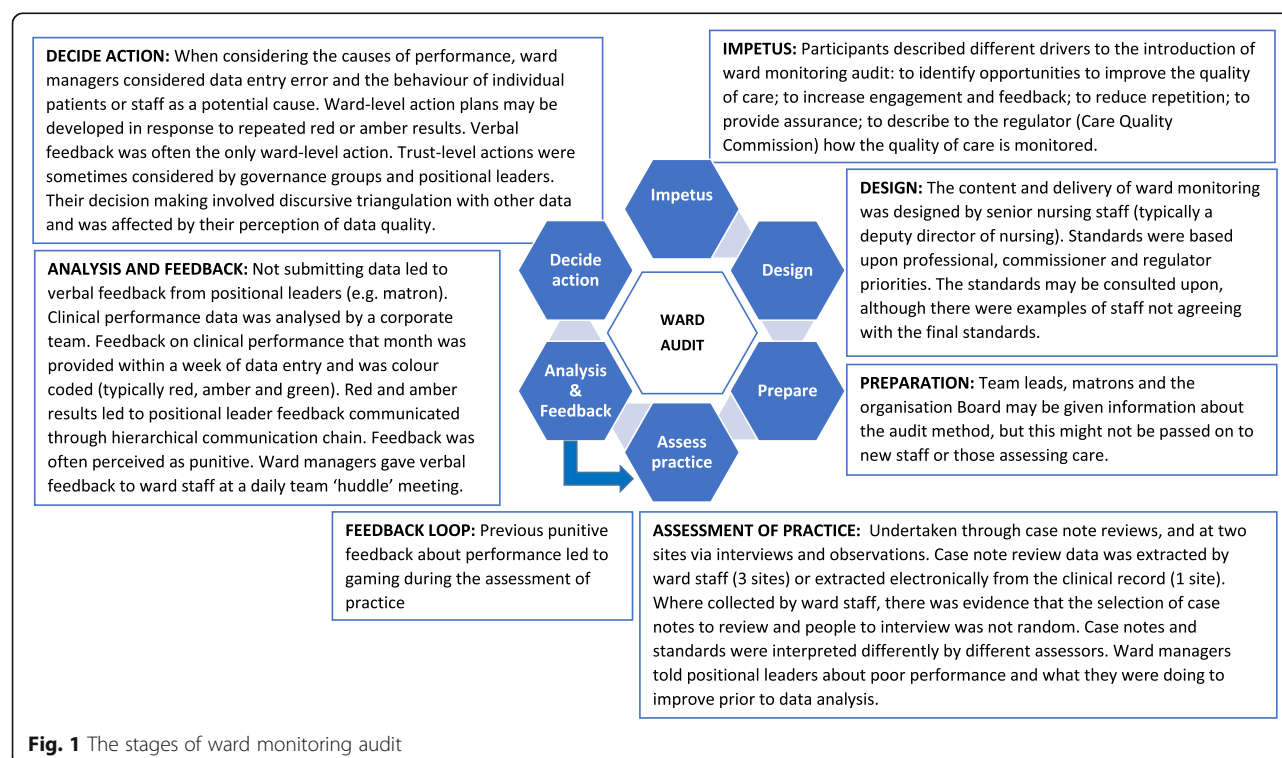 DECIDE ACTION: When considering the causes of performance, ward
managers considered data entry error and the behaviour of individual
patients or staff as a potential cause. Ward-level action plans may be
developed in response to repeated red or amber results. Verbal
feedback was often the only ward-level action. Trust-level actions were
sometimes considered by governance groups and positional leaders.
Their decision making involved discursive triangulation with other data
and was affected by their perception of data quality.
IMPETUS: Participants described different drivers to the introduction of
ward monitoring audit: to identify opportunities to improve the quality
of care; to increase engagement and feedback; to reduce repetition; to
provide assurance; to describe to the regulator (Care Quality
Commission) how the quality of care is monitored.
DESIGN: The content and delivery of ward monitoring
was designed by senior nursing staff (typically a
deputy director of nursing). Standards were based
upon professional, commissioner and regulator
priorities. The standards may be consulted upon,
although there were examples of staff not agreeing
with the final standards.
Impetus
Design
Prepare
Assess
practice
Analysis
&
Feedback
Decide
action
WARD
AUDIT
ANALYSIS AND FEEDBACK: Not submitting data led to
verbal feedback from positional leaders (e.g. matron).
Clinical performance data was analysed by a corporate
team. Feedback on clinical performance that month was
provided within a week of data entry and was colour
coded (typically red, amber and green). Red and amber
results led to positional leader feedback communicated
through hierarchical communication chain. Feedback was
often perceived as punitive. Ward managers gave verbal
feedback to ward staff at a daily team ‘huddle’ meeting.
PREPARATION: Team leads, matrons and the
organisation Board may be given information about
the audit method, but this might not be passed on to
new staff or those assessing care.
FEEDBACK LOOP: Previous punitive
feedback about performance led to
gaming during the assessment of
practice
ASSESSMENT OF PRACTICE: Undertaken through case note reviews, and at two
sites via interviews and observations. Case note review data was extracted by
ward staff (3 sites) or extracted electronically from the clinical record (1 site).
Where collected by ward staff, there was evidence that the selection of case
notes to review and people to interview was not random. Case notes and
standards were interpreted differently by different assessors. Ward managers
told positional leaders about poor performance and what they were doing to
improve prior to data analysis.
Fig. 1 The stages of ward monitoring audit